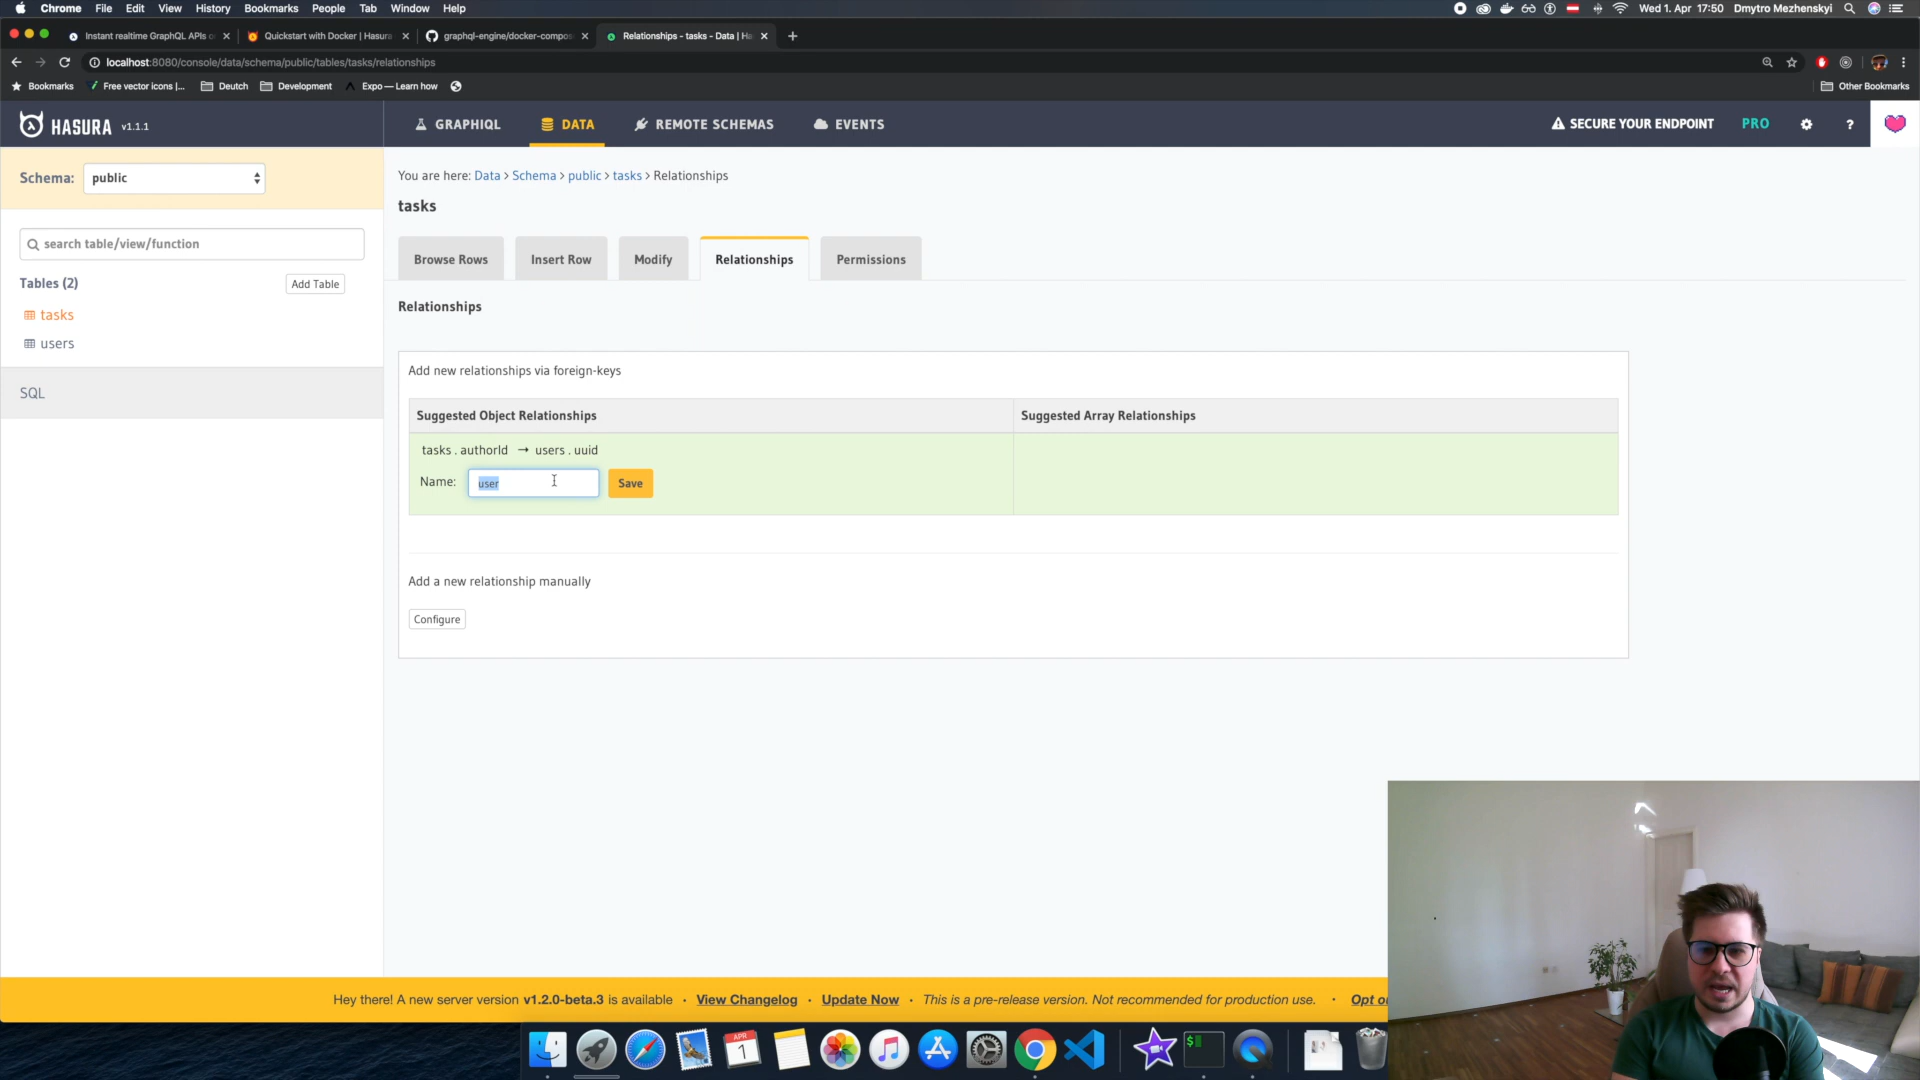 Chrome File Edit View History Bookmarks People Tab Window Help
Wed 1. Apr 17:50 Dmytro Mezhenskyi
Instant realtime GraphQL APIs
Quickstart with Docker | Hasura
graphql-engine/docker-compos
Relationships - tasks - Data | Ha
localhost:8080/console/data/schema/public/tables/tasks/relationships
Bookmarks Free vector icons |... Deutch Development Expo — Learn how Other Bookmarks
HASURA v1.1.1
GRAPHIQL DATA REMOTE SCHEMAS EVENTS
SECURE YOUR ENDPOINT PRO ?
Schema: public
search table/view/function
Tables (2) Add Table
tasks
users
SQL
You are here: Data > Schema > public > tasks > Relationships
tasks
Browse Rows Insert Row Modify Relationships Permissions
Relationships
Add new relationships via foreign-keys
Suggested Object Relationships Suggested Array Relationships
tasks . authorId → users . uuid
Name: user Save
Add a new relationship manually
Configure
Hey there! A new server version v1.2.0-beta.3 is available · View Changelog · Update Now · This is a pre-release version. Not recommended for production use. ·
APR
1
$